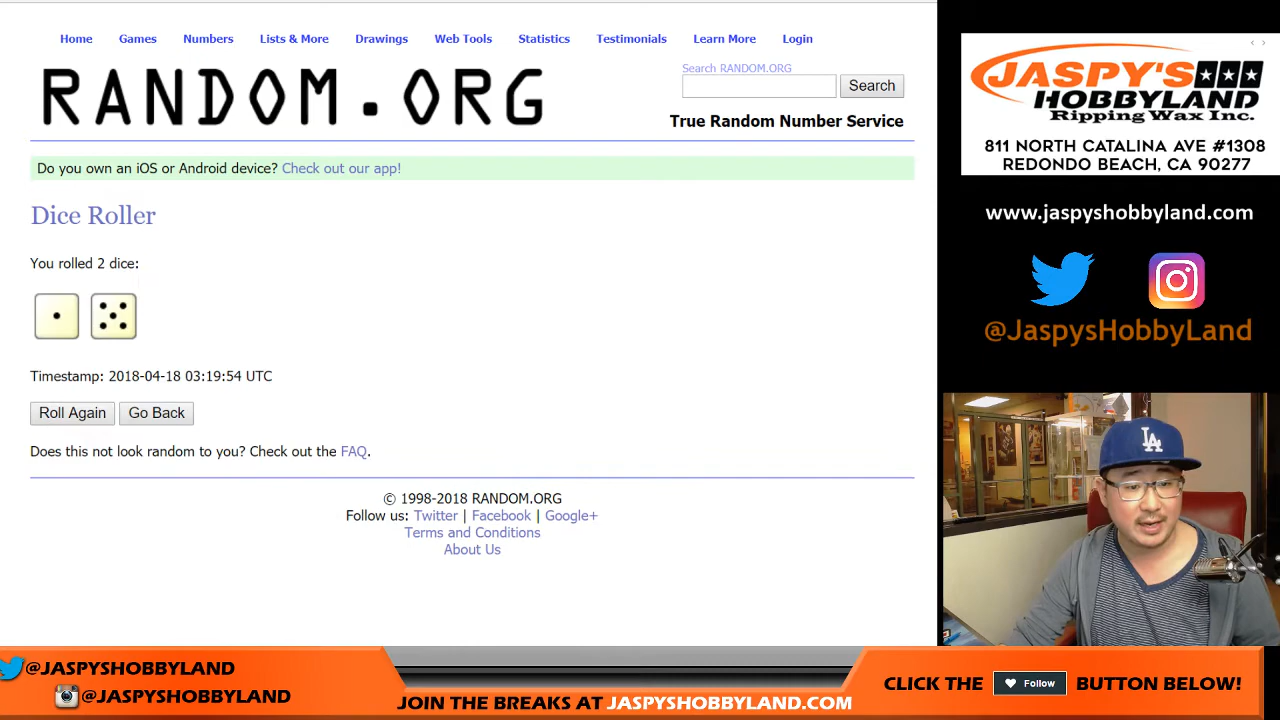 Home Games Numbers Lists & More Drawings Web Tools Statistics Testimonials Learn More Login
RANDOM.ORG
Search RANDOM.ORG
Search
True Random Number Service
Do you own an iOS or Android device? Check out our app!
Dice Roller
You rolled 2 dice:
Timestamp: 2018-04-18 03:19:54 UTC
Roll Again Go Back
Does this not look random to you? Check out the FAQ.
© 1998-2018 RANDOM.ORG
Follow us: Twitter | Facebook | Google+
Terms and Conditions
About Us
JASPY'S
HOBBYLAND
Ripping Wax Inc.
811 NORTH CATALINA AVE #1308
REDONDO BEACH, CA 90277
www.jaspyshobbyland.com
@JaspysHobbyLand
LA
@JASPYSHOBBYLAND
@JASPYSHOBBYLAND
JOIN THE BREAKS AT JASPYSHOBBYLAND.COM
CLICK THE Follow BUTTON BELOW!